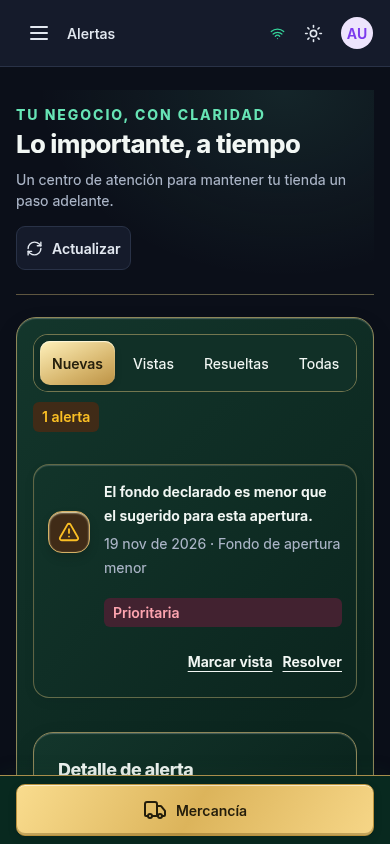 Alertas
AU
TU NEGOCIO, CON CLARIDAD
Lo importante, a tiempo
Un centro de atención para mantener tu tienda un
paso adelante.
Actualizar
Nuevas
Vistas
Resueltas
Todas
1 alerta
El fondo declarado es menor que
el sugerido para esta apertura.
19 nov de 2026 · Fondo de apertura
menor
Prioritaria
Marcar vista
Resolver
Detalle de alerta
Mercancía